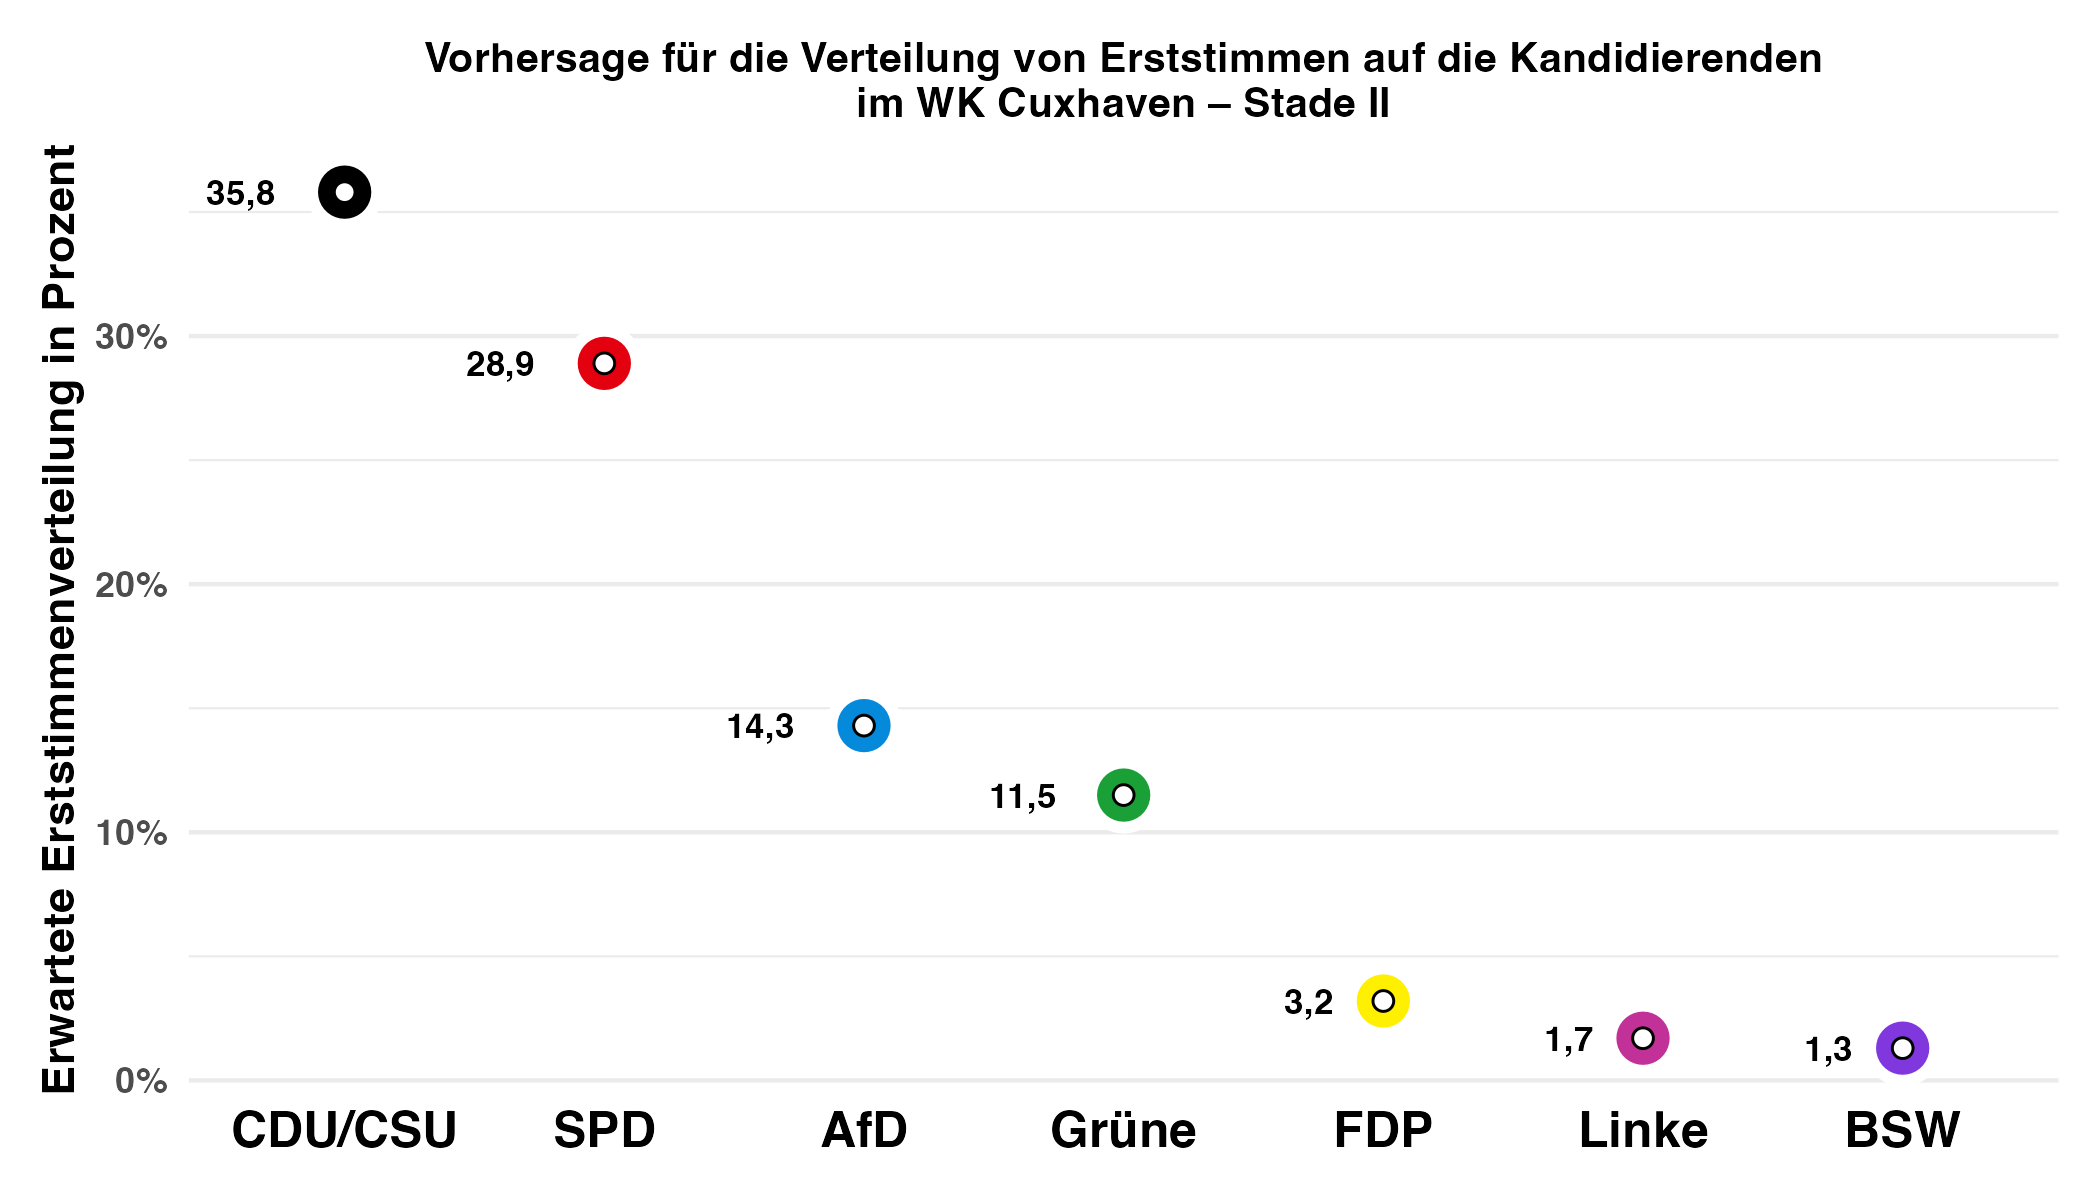 Vorhersage für die Verteilung von Erststimmen auf die Kandidierenden
im WK Cuxhaven – Stade II
Erwartete Erststimmenverteilung in Prozent
35,8
30%
28,9
20%
14,3
11,5
10%
3,2
1,7
1,3
0%
CDU/CSU
SPD
AfD
Grüne
FDP
Linke
BSW